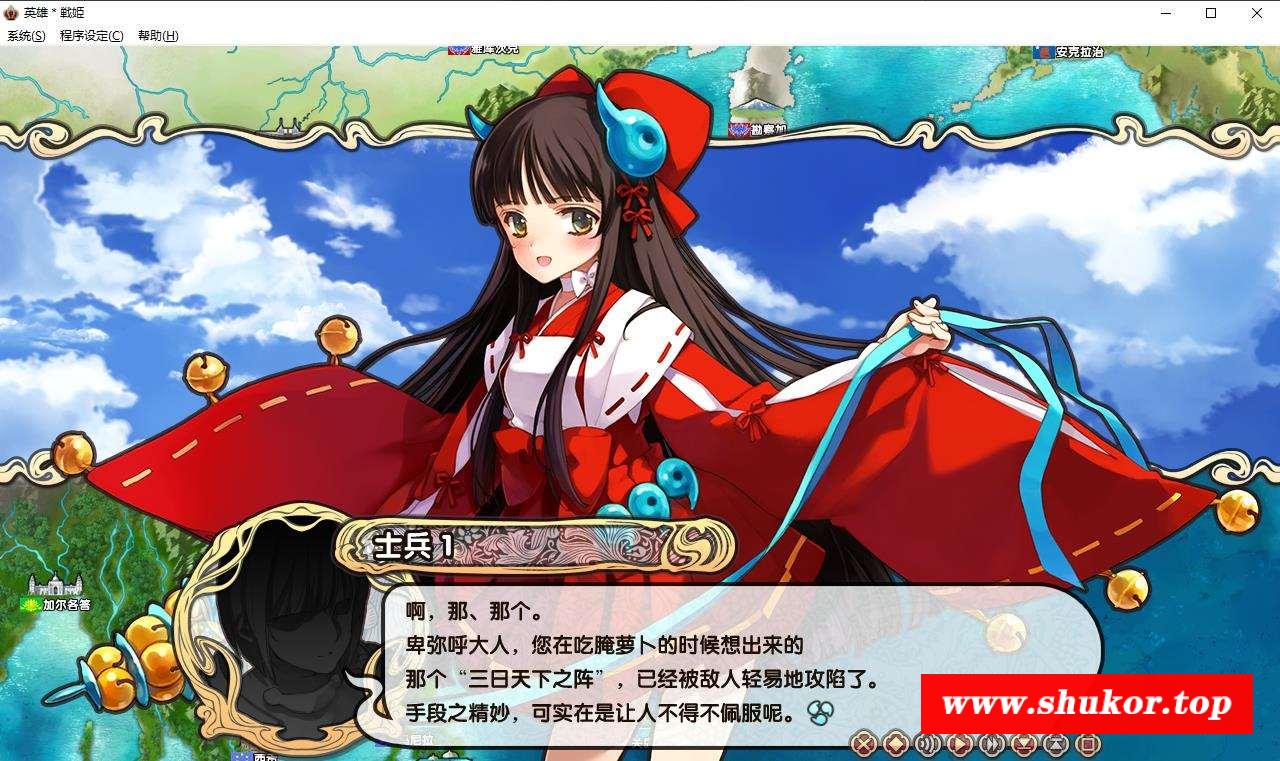 英雄*戦姫
系统(S) 程序设定(C) 帮助(H)
安克拉治
勘察加
士兵1
啊，那、那个。
卑弥呼大人，您在吃腌萝卜的时候想出来的
那个“三日天下之阵”，已经被敌人轻易地攻陷了。
手段之精妙，可实在是让人不得不佩服呢。
加尔各答
www.shukor.top